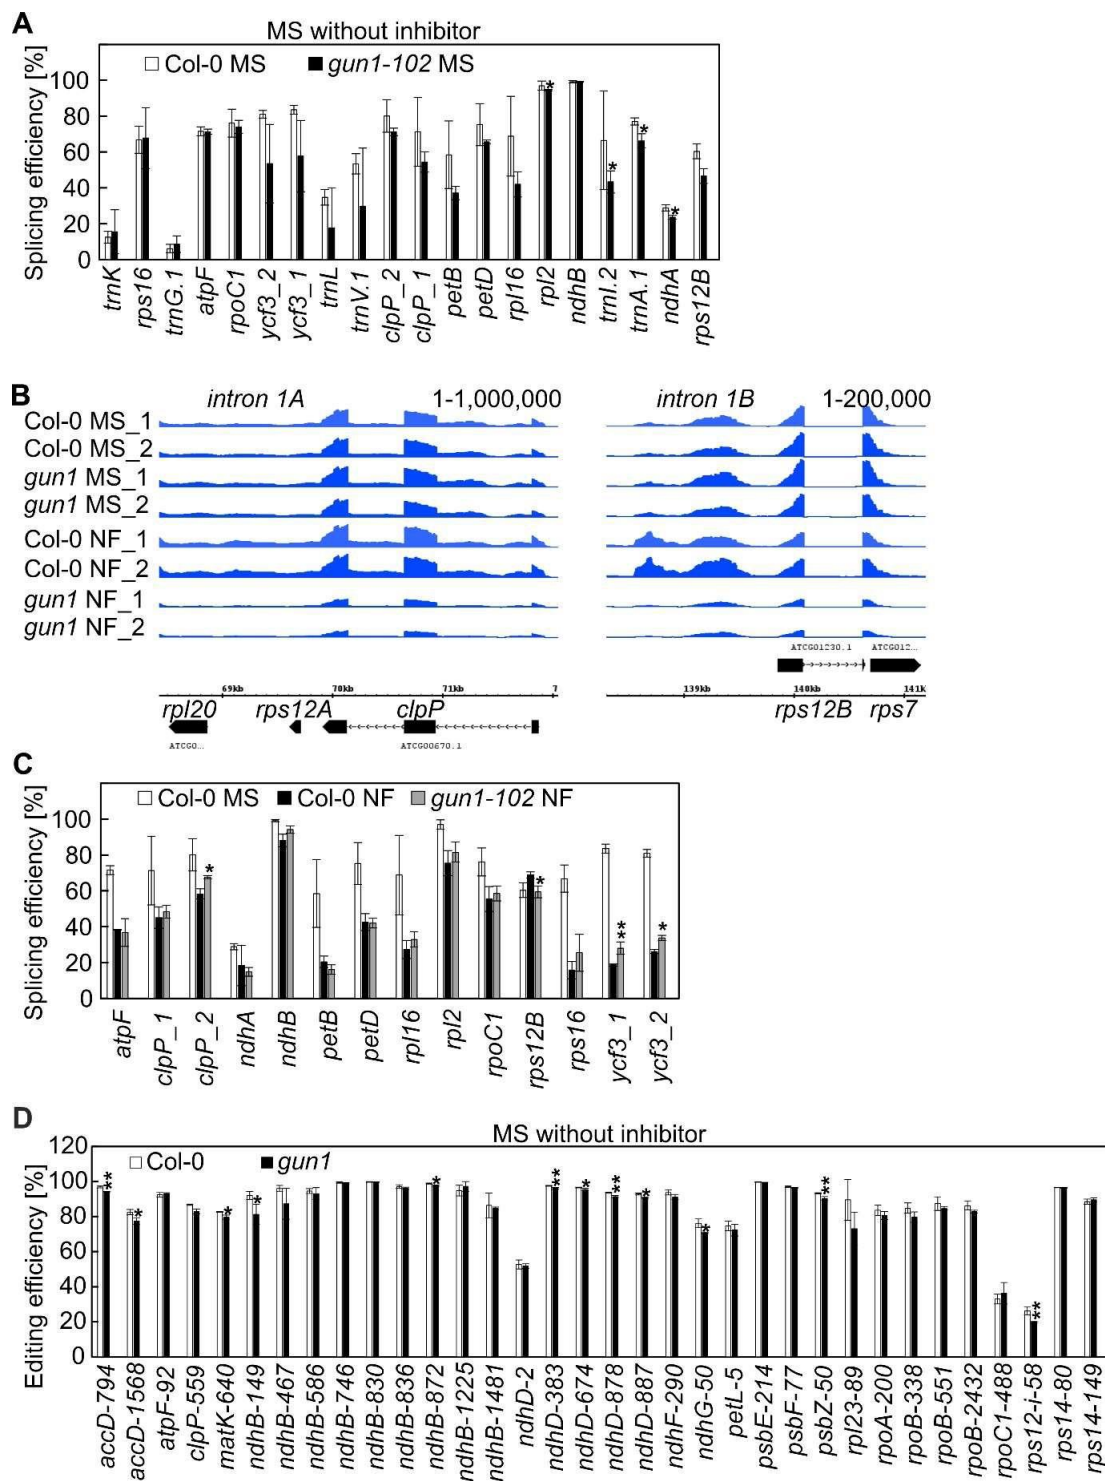 A
MS without inhibitor
Col-0 MS gun1-102 MS
Splicing efficiency [%]
100
80
60
40
20
0
* * * *
trnK rps16 trnG.1 atpF rpoC1 ycf3_2 ycf3_1 trnL trnV.1 clpP_2 clpP_1 petB petD rpl16 rpl2 ndhB trnI.2 trnA.1 ndhA rps12B
B
intron 1A 1-1,000,000 intron 1B 1-200,000
Col-0 MS_1
Col-0 MS_2
gun1 MS_1
gun1 MS_2
Col-0 NF_1
Col-0 NF_2
gun1 NF_1
gun1 NF_2
ATCG01230.1 ATCG012…
69kb 70kb 71kb 7 139kb 140kb 141k
rpl20 rps12A clpP rps12B rps7
ATCG0… ATCG00670.1
C
Col-0 MS Col-0 NF gun1-102 NF
Splicing efficiency [%]
100
80
60
40
20
0
* * ** *
atpF clpP_1 clpP_2 ndhA ndhB petB petD rpl16 rpl2 rpoC1 rps12B rps16 ycf3_1 ycf3_2
D
MS without inhibitor
Col-0 gun1
Editing efficiency [%]
120
100
80
60
40
20
0
** * * * * *** * *** * * *** **
accD-794 accD-1568 atpF-92 clpP-559 matK-640 ndhB-149 ndhB-467 ndhB-586 ndhB-746 ndhB-830 ndhB-836 ndhB-872 ndhB-1225 ndhB-1481 ndhD-2 ndhD-383 ndhD-674 ndhD-878 ndhD-887 ndhF-290 ndhG-50 petL-5 psbE-214 psbF-77 psbZ-50 rpl23-89 rpoA-200 rpoB-338 rpoB-551 rpoB-2432 rpoC1-488 rps12-i-58 rps14-80 rps14-149